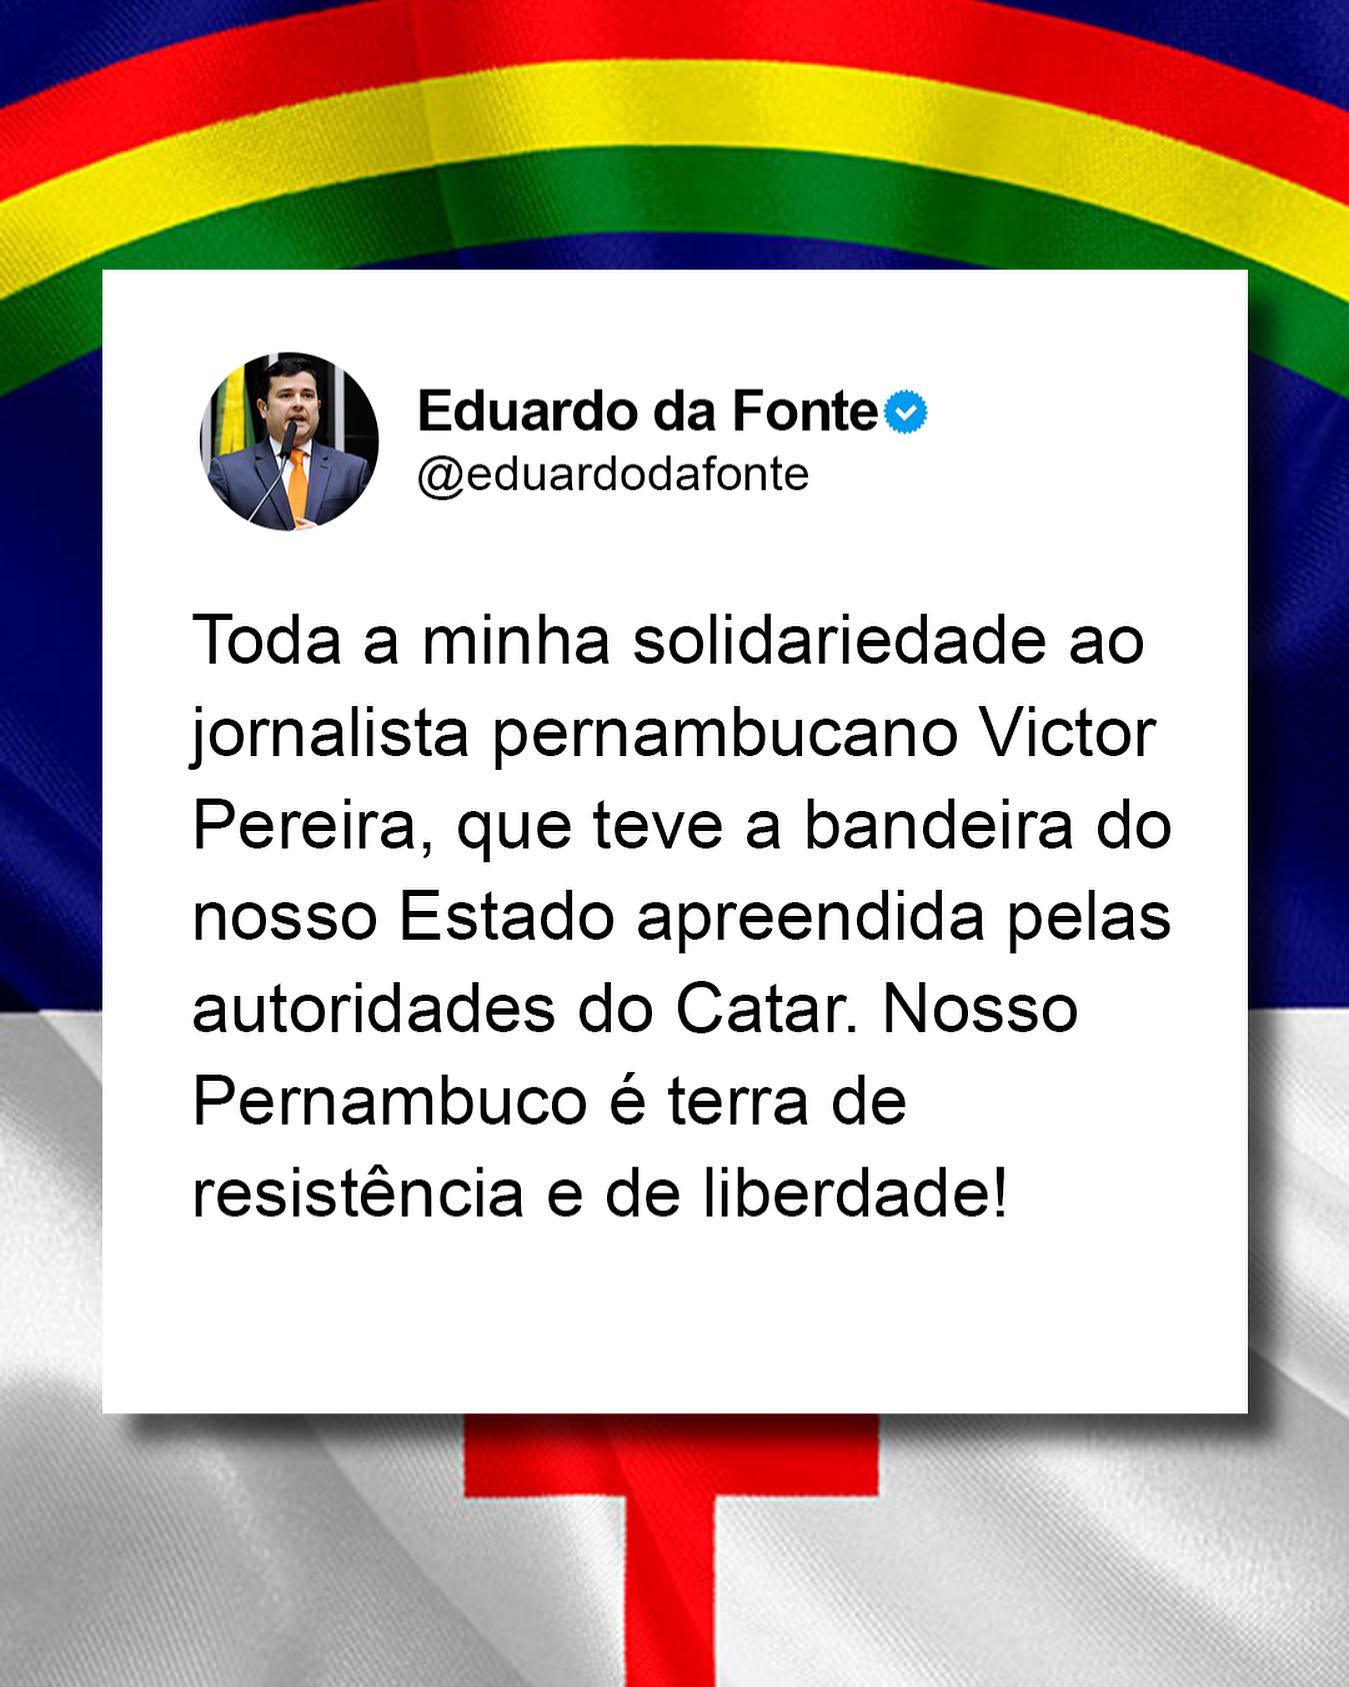 Eduardo da Fonte
@eduardodafonte
Toda a minha solidariedade ao
jornalista pernambucano Victor
Pereira, que teve a bandeira do
nosso Estado apreendida pelas
autoridades do Catar. Nosso
Pernambuco é terra de
resistência e de liberdade!